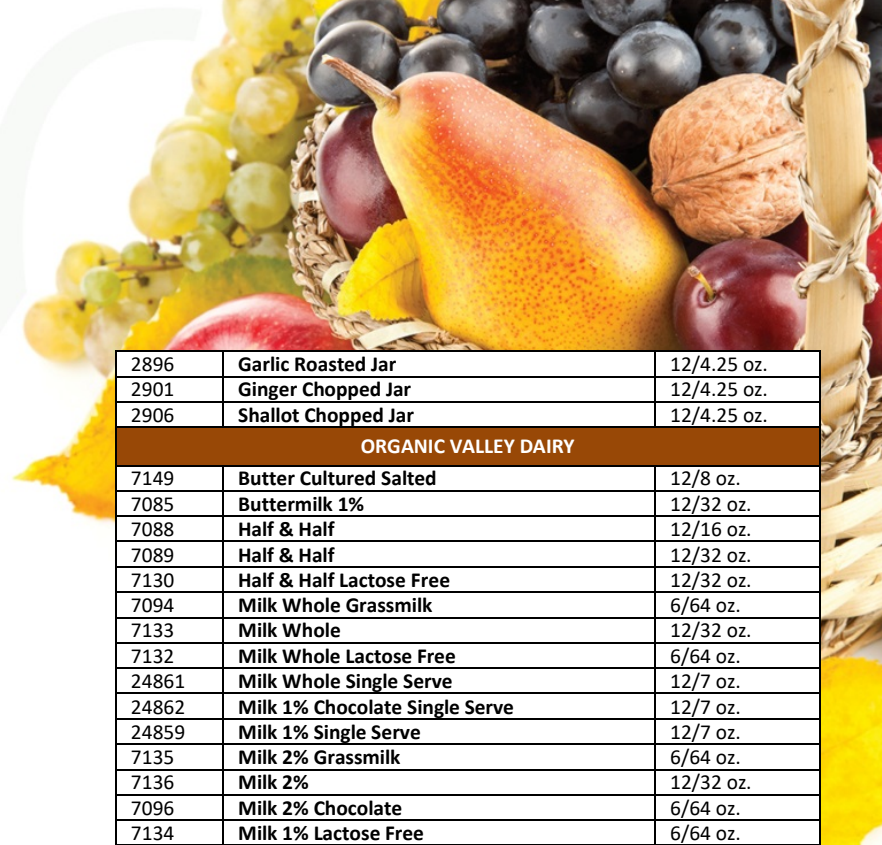 2896 Garlic Roasted Jar 12/4.25 oz.
2901 Ginger Chopped Jar 12/4.25 oz.
2906 Shallot Chopped Jar 12/4.25 oz.
ORGANIC VALLEY DAIRY
7149 Butter Cultured Salted 12/8 oz.
7085 Buttermilk 1% 12/32 oz.
7088 Half & Half 12/16 oz.
7089 Half & Half 12/32 oz.
7130 Half & Half Lactose Free 12/32 oz.
7094 Milk Whole Grassmilk 6/64 oz.
7133 Milk Whole 12/32 oz.
7132 Milk Whole Lactose Free 6/64 oz.
24861 Milk Whole Single Serve 12/7 oz.
24862 Milk 1% Chocolate Single Serve 12/7 oz.
24859 Milk 1% Single Serve 12/7 oz.
7135 Milk 2% Grassmilk 6/64 oz.
7136 Milk 2% 12/32 oz.
7096 Milk 2% Chocolate 6/64 oz.
7134 Milk 1% Lactose Free 6/64 oz.